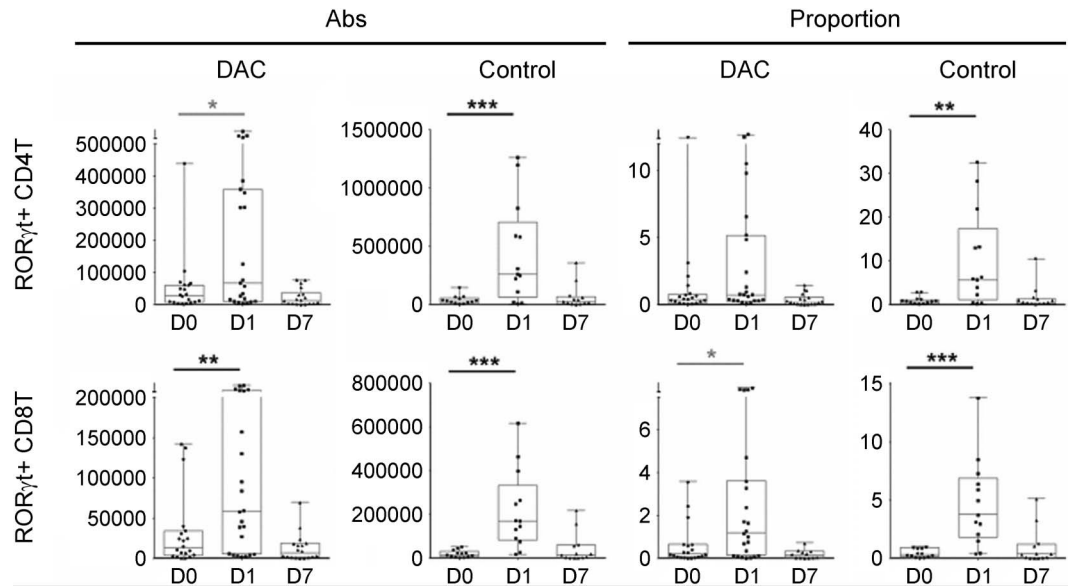 Abs Proportion
DAC Control DAC Control
RORγt+ CD4T
* *** **
500000
400000
300000
200000
100000
0
D0 D1 D7
1500000
1000000
500000
0
D0 D1 D7
10
5
0
D0 D1 D7
40
30
20
10
0
D0 D1 D7
RORγt+ CD8T
** *** * ***
200000
150000
100000
50000
0
D0 D1 D7
800000
600000
400000
200000
0
D0 D1 D7
6
4
2
0
D0 D1 D7
15
10
5
0
D0 D1 D7